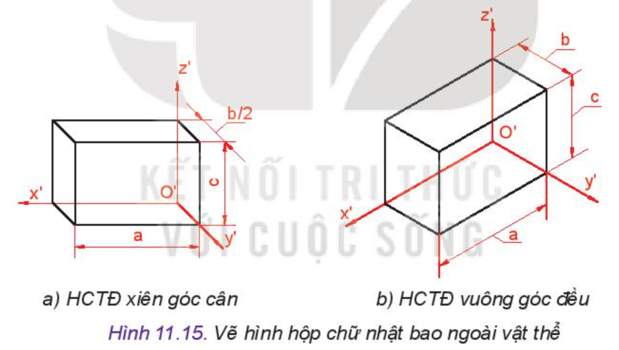 z'
b/2
x'
O'
c
y'
a
z'
b
c
O'
x'
y'
a
KẾT NỐI TRI THỨC
VỚI CUỘC SỐNG
a) HCTĐ xiên góc cân
b) HCTĐ vuông góc đều
Hình 11.15. Vẽ hình hộp chữ nhật bao ngoài vật thể